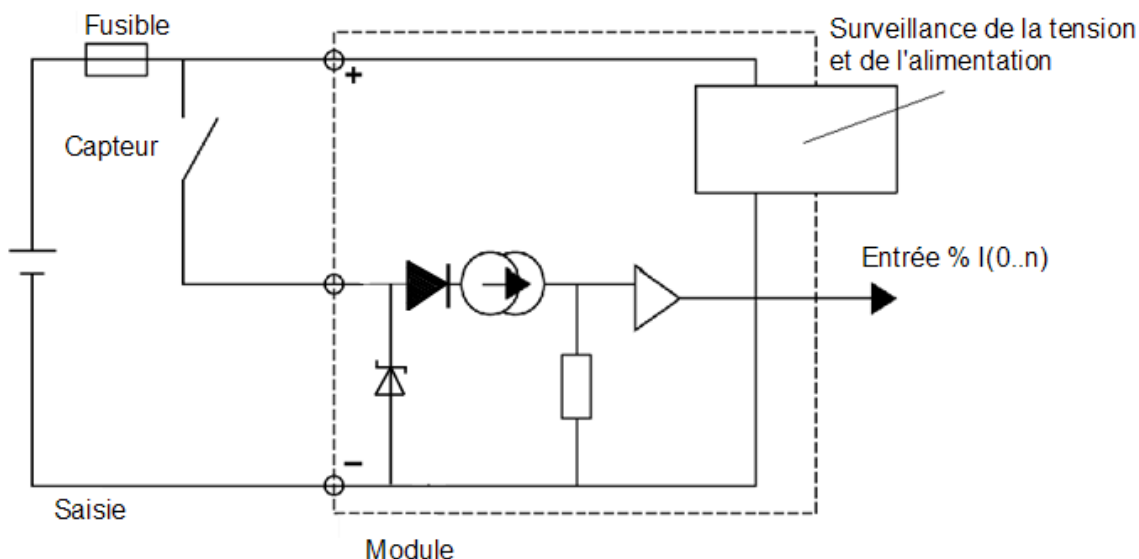 Fusible
Surveillance de la tension
et de l'alimentation
+
Capteur
Entrée % I(0..n)
−
Saisie
Module